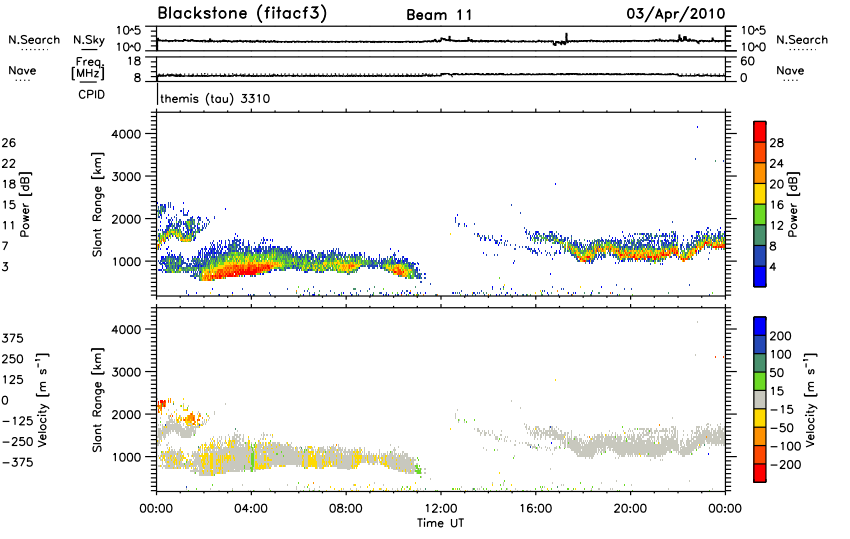 Blackstone (fitacf3) Beam 11 03/Apr/2010
N.Search N.Sky 10^5 10^0 10^5 10^0 N.Search
Nave Freq. [MHz] 18 8 60 0 Nave
CPID themis (tau) 3310
26 22 18 15 11 7 3
Power [dB]
Slant Range [km]
4000
3000
2000
1000
28
24
20
16
12
8
4
Power [dB]
375
250
125
0
−125
−250
−375
Velocity [m s⁻¹]
Slant Range [km]
4000
3000
2000
1000
200
100
50
15
−15
−50
−100
−200
Velocity [m s⁻¹]
00:00 04:00 08:00 12:00 16:00 20:00 00:00
Time UT